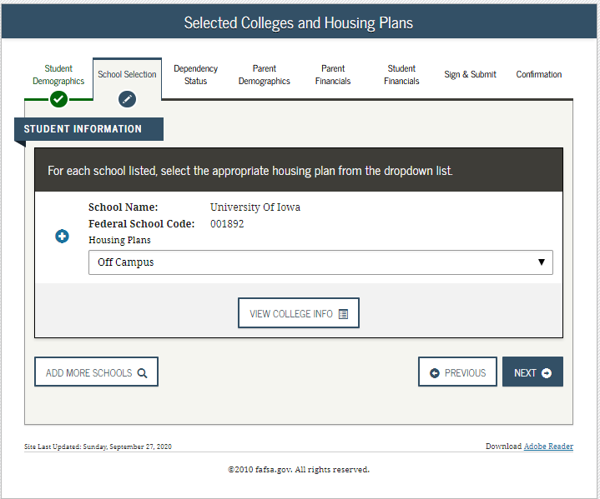 Selected Colleges and Housing Plans
Student Demographics
School Selection
Dependency Status
Parent Demographics
Parent Financials
Student Financials
Sign & Submit
Confirmation
STUDENT INFORMATION
For each school listed, select the appropriate housing plan from the dropdown list.
School Name: University Of Iowa
Federal School Code: 001892
Housing Plans
Off Campus
VIEW COLLEGE INFO
ADD MORE SCHOOLS
PREVIOUS
NEXT
Site Last Updated: Sunday, September 27, 2020
Download Adobe Reader
©2010 fafsa.gov. All rights reserved.